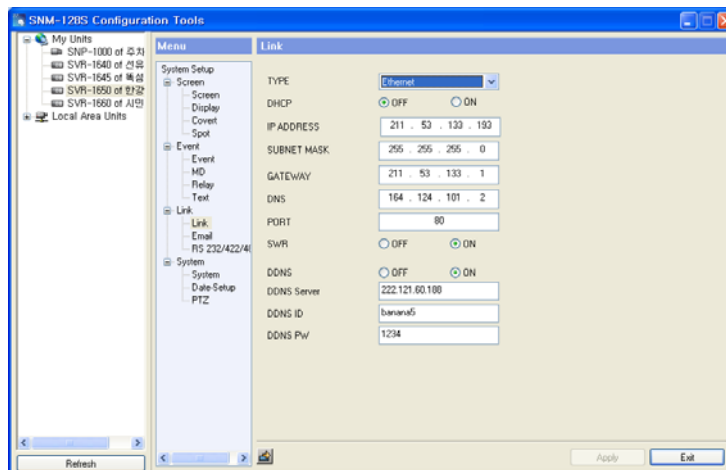 SNM-128S Configuration Tools
My Units
SNP-1000 of 주차
SVR-1640 of 선유
SVR-1645 of 뚝섬
SVR-1650 of 한강
SVR-1660 of 시민
Local Area Units
Refresh
Menu
System Setup
Screen
Screen
Display
Covert
Spot
Event
Event
MD
Relay
Text
Link
Link
Email
RS 232/422/4
System
System
Date-Setup
PTZ
Link
TYPE Ethernet
DHCP OFF ON
IP ADDRESS 211 . 53 . 133 . 193
SUBNET MASK 255 . 255 . 255 . 0
GATEWAY 211 . 53 . 133 . 1
DNS 164 . 124 . 101 . 2
PORT 80
SWR OFF ON
DDNS OFF ON
DDNS Server 222.121.60.188
DDNS ID banana5
DDNS PW 1234
Apply Exit